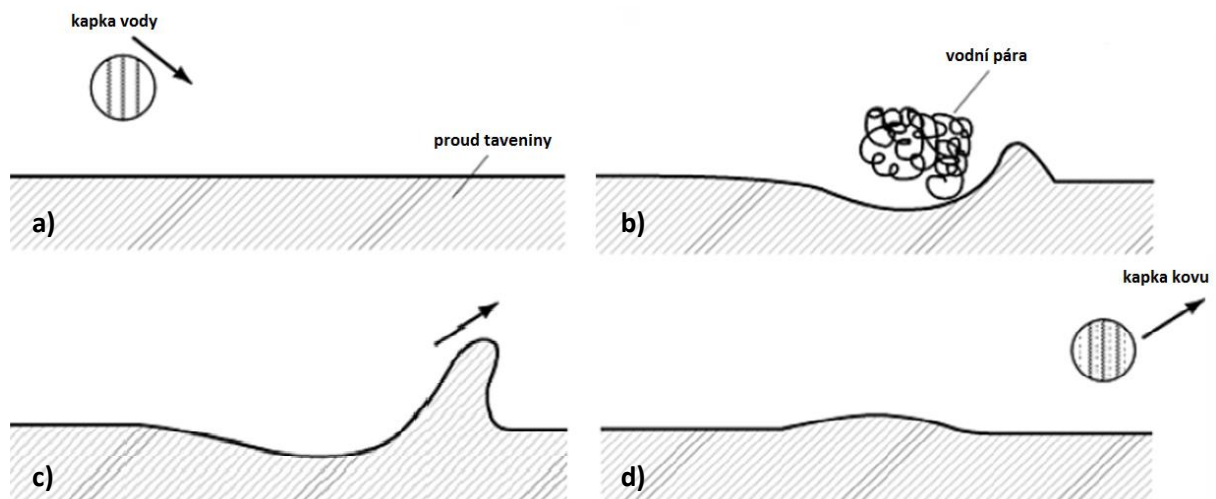 kapka vody
proud taveniny
a)
vodní pára
b)
c)
kapka kovu
d)